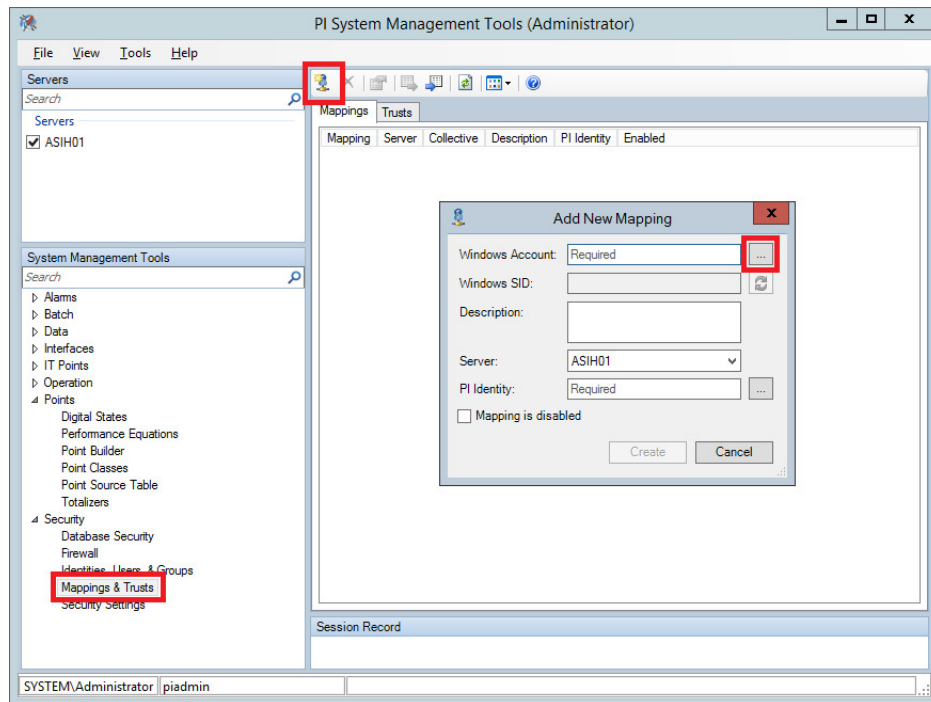 PI System Management Tools (Administrator)
File View Tools Help
Servers
Search
Servers
ASIH01
System Management Tools
Search
Alarms
Batch
Data
Interfaces
IT Points
Operation
Points
Digital States
Performance Equations
Point Builder
Point Classes
Point Source Table
Totalizers
Security
Database Security
Firewall
Identities, Users, & Groups
Mappings & Trusts
Security Settings
Mappings Trusts
Mapping Server Collective Description PI Identity Enabled
Add New Mapping
Windows Account: Required ...
Windows SID:
Description:
Server: ASIH01
PI Identity: Required ...
Mapping is disabled
Create Cancel
Session Record
SYSTEM\Administrator piadmin